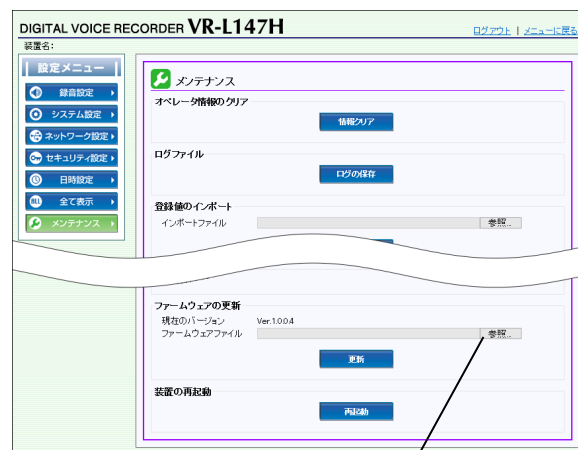 DIGITAL VOICE RECORDER VR-L147H
ログアウト | メニューに戻る
装置名:
設定メニュー
録音設定
システム設定
ネットワーク設定
セキュリティ設定
日時設定
ALL 全て表示
メンテナンス
メンテナンス
オペレータ情報のクリア
情報クリア
ログファイル
ログの保存
登録値のインポート
インポートファイル 参照...
ファームウェアの更新
現在のバージョン Ver.1.00.4
ファームウェアファイル 参照...
更新
装置の再起動
再起動